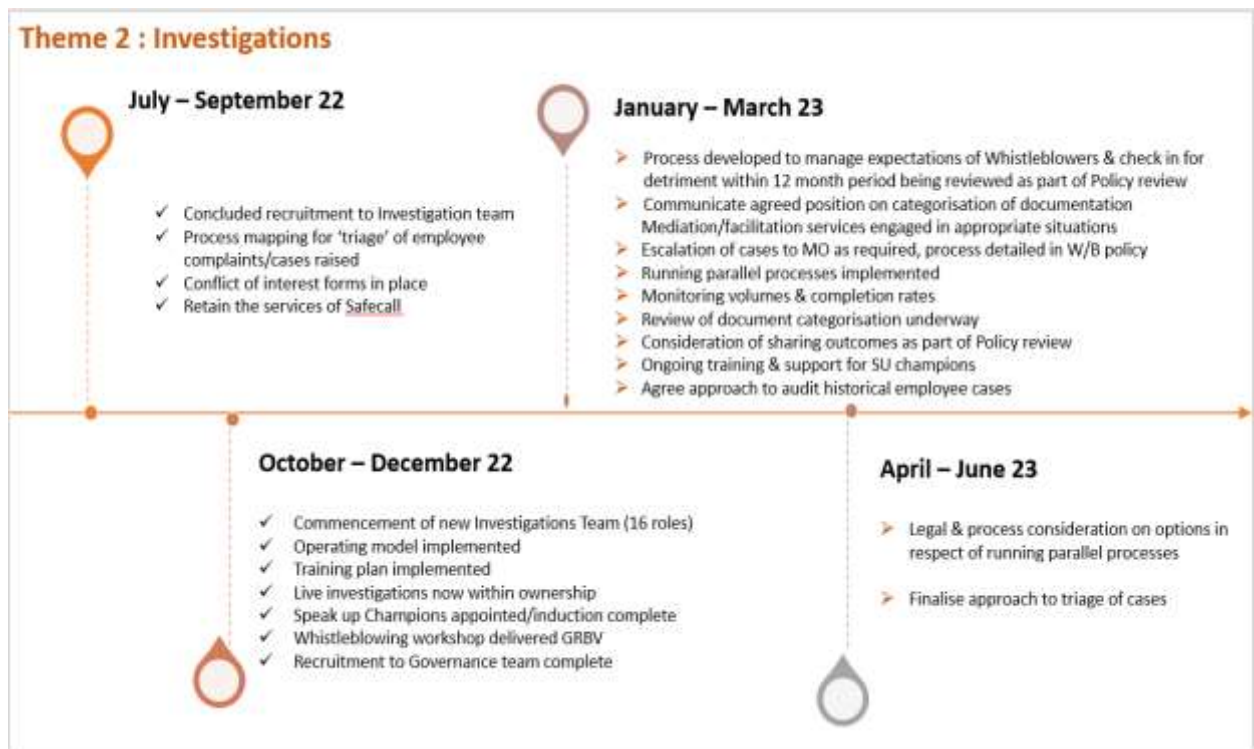 Theme 2 : Investigations
July – September 22
✓ Concluded recruitment to Investigation team
✓ Process mapping for ‘triage’ of employee
complaints/cases raised
✓ Conflict of interest forms in place
✓ Retain the services of Safecall
January – March 23
➢ Process developed to manage expectations of Whistleblowers & check in for
detriment within 12 month period being reviewed as part of Policy review
➢ Communicate agreed position on categorisation of documentation
Mediation/facilitation services engaged in appropriate situations
➢ Escalation of cases to MO as required, process detailed in W/B policy
➢ Running parallel processes implemented
➢ Monitoring volumes & completion rates
➢ Review of document categorisation underway
➢ Consideration of sharing outcomes as part of Policy review
➢ Ongoing training & support for SU champions
➢ Agree approach to audit historical employee cases
October – December 22
✓ Commencement of new Investigations Team (16 roles)
✓ Operating model implemented
✓ Training plan implemented
✓ Live investigations now within ownership
✓ Speak up Champions appointed/induction complete
✓ Whistleblowing workshop delivered GRBV
✓ Recruitment to Governance team complete
April – June 23
➢ Legal & process consideration on options in
respect of running parallel processes
➢ Finalise approach to triage of cases